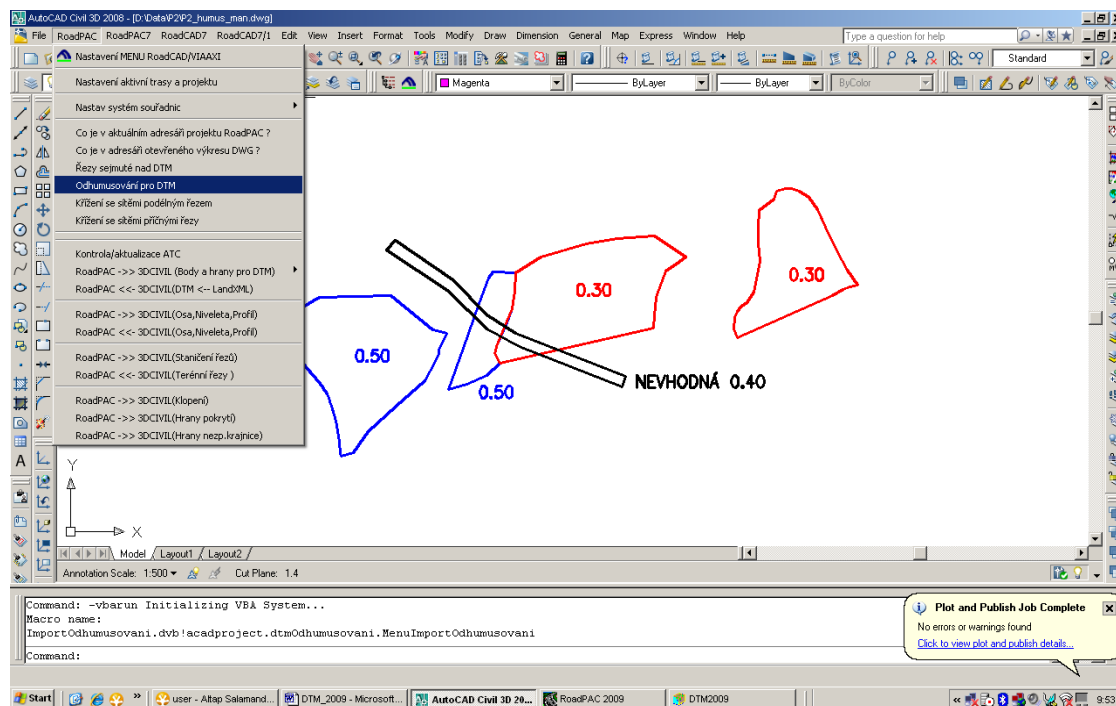 AutoCAD Civil 3D 2008 - [D:\Data\P2\P2_humus_man.dwg]
File RoadPAC RoadPAC7 RoadCAD7 RoadCAD7/1 Edit View Insert Format Tools Modify Draw Dimension General Map Express Window Help Type a question for help
Nastavení MENU RoadCAD/VIAAXI
Nastavení aktivní trasy a projektu
Nastav systém souřadnic
Co je v aktuálním adresáři projektu RoadPAC ?
Co je v adresáři otevřeného výkresu DWG ?
Řezy sejmuté nad DTM
Odhumusování pro DTM
Křížení se sítěmi podélným řezem
Křížení se sítěmi příčnými řezy
Kontrola/aktualizace ATC
RoadPAC ->> 3DCIVIL (Body a hrany pro DTM)
RoadPAC <<- 3DCIVIL(DTM <-- LandXML)
RoadPAC ->> 3DCIVIL(Osa,Niveleta,Profil)
RoadPAC <<- 3DCIVIL(Osa,Niveleta,Profil)
RoadPAC ->> 3DCIVIL(Staničení řezů)
RoadPAC <<- 3DCIVIL(Terénní řezy )
RoadPAC ->> 3DCIVIL(Klopení)
RoadPAC ->> 3DCIVIL(Hrany pokrytí)
RoadPAC ->> 3DCIVIL(Hrany nezp.krajnice)
Standard
Magenta ByLayer ByLayer ByColor
0.30
0.30
0.50
0.50
NEVHODNÁ 0.40
Y
X
Model Layout1 Layout2
Annotation Scale: 1:500 Cut Plane: 1.4
Command: -vbarun Initializing VBA System...
Macro name:
ImportOdhumusovani.dvb!acadproject.dtmOdhumusovani.MenuImportOdhumusovani
Command:
Plot and Publish Job Complete
No errors or warnings found
Click to view plot and publish details...
Start user - Altap Salamand... DTM_2009 - Microsoft... AutoCAD Civil 3D 20... RoadPAC 2009 DTM2009 9:53